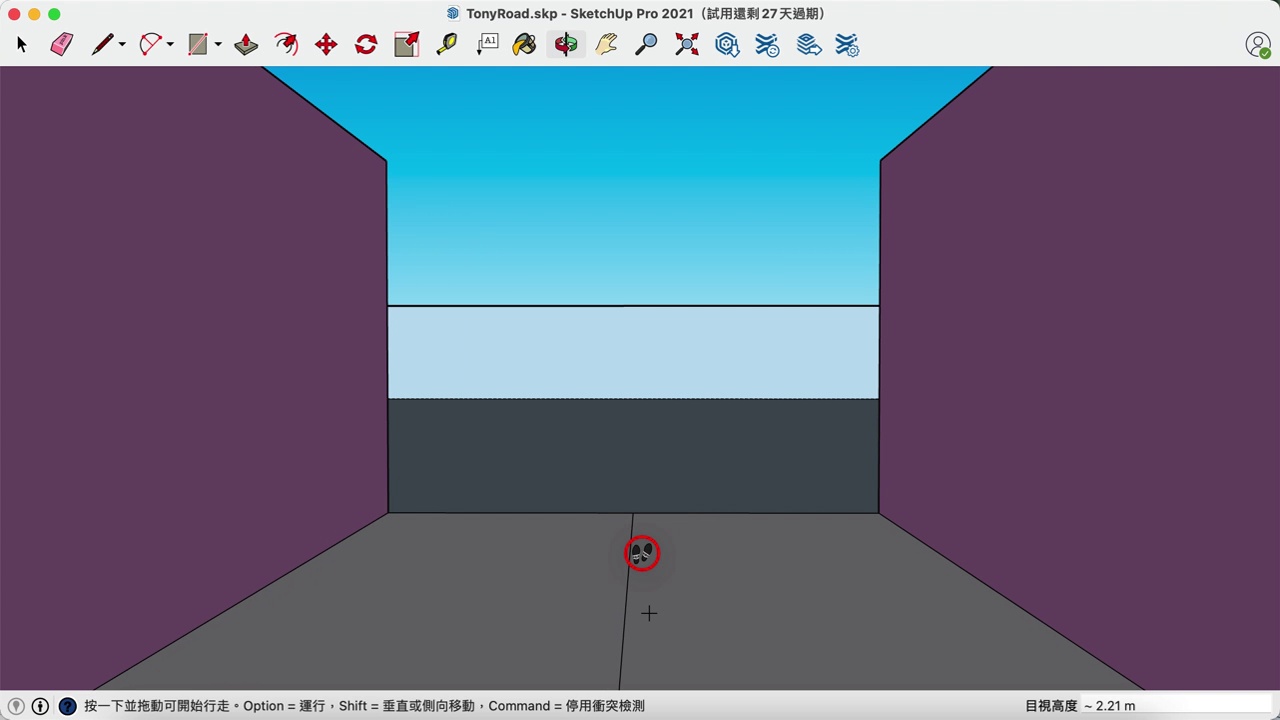 TonyRoad.skp - SketchUp Pro 2021（試用還剩 27 天過期）
A1
按一下並拖動可開始行走。Option = 運行，Shift = 垂直或側向移動，Command = 停用衝突檢測
目視高度 ~ 2.21 m